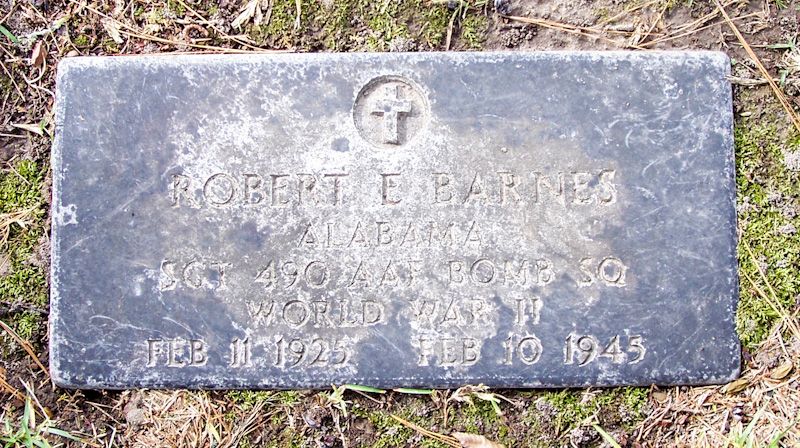 ROBERT E BARNES
ALABAMA
SGT 490 AAF BOMB SQ
WORLD WAR II
FEB 11 1925 FEB 10 1945